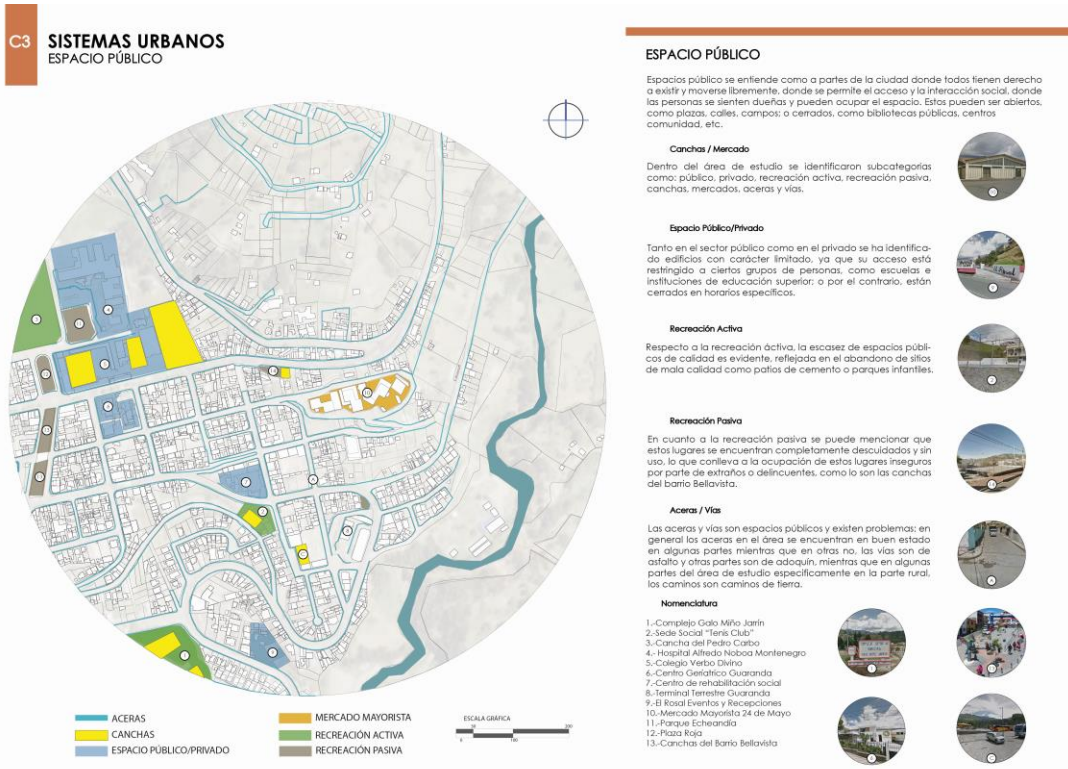 C3
SISTEMAS URBANOS
ESPACIO PÚBLICO
ESPACIO PÚBLICO
Espacios público se entiende como a partes de la ciudad donde todos tienen derecho
a existir y moverse libremente, donde se permite el acceso y la interacción social, donde
las personas se sienten dueñas y pueden ocupar el espacio. Estos pueden ser abiertos,
como plazas, calles, campos; o cerrados, como bibliotecas públicas, centros
comunidad, etc.
Canchas / Mercado
Dentro del área de estudio se identificaron subcategorías
como: público, privado, recreación activa, recreación pasiva,
canchas, mercados, aceras y vías.
Espacio Público/Privado
Tanto en el sector público como en el privado se ha identifica-
do edificios con carácter limitado, ya que su acceso está
restringido a ciertos grupos de personas, como escuelas e
instituciones de educación superior; o por el contrario, están
cerrados en horarios específicos.
Recreación Activa
Respecto a la recreación áctiva, la escasez de espacios públi-
cos de calidad es evidente, reflejada en el abandono de sitios
de mala calidad como patios de cemento o parques infantiles.
Recreación Pasiva
En cuanto a la recreación pasiva se puede mencionar que
estos lugares se encuentran completamente descuidados y sin
uso, lo que conlleva a la ocupación de estos lugares inseguros
por parte de extraños o delincuentes, como lo son las canchas
del barrio Bellavista.
Aceras / Vías
Las aceras y vías son espacios públicos y existen problemas: en
general los aceras en el área se encuentran en buen estado
en algunas partes mientras que en otras no, las vías son de
asfalto y otras partes son de adoquín, mientras que en algunas
partes del área de estudio específicamente en la parte rural,
los caminos son caminos de tierra.
Nomenclatura
1.-Complejo Galo Miño Jarrín
2.-Sede Social "Tenis Club"
3.-Cancha del Pedro Carbo
4.- Hospital Alfredo Noboa Montenegro
5.-Colegio Verbo Divino
6.-Centro Geríatrico Guaranda
7.-Centro de rehabilitación social
8.-Terminal Terrestre Guaranda
9.-El Rosal Eventos y Recepciones
10.-Mercado Mayorista 24 de Mayo
11.-Parque Echeandía
12.-Plaza Roja
13.-Canchas del Barrio Bellavista
ACERAS
CANCHAS
ESPACIO PÚBLICO/PRIVADO
MERCADO MAYORISTA
RECREACIÓN ACTIVA
RECREACIÓN PASIVA
ESCALA GRÁFICA